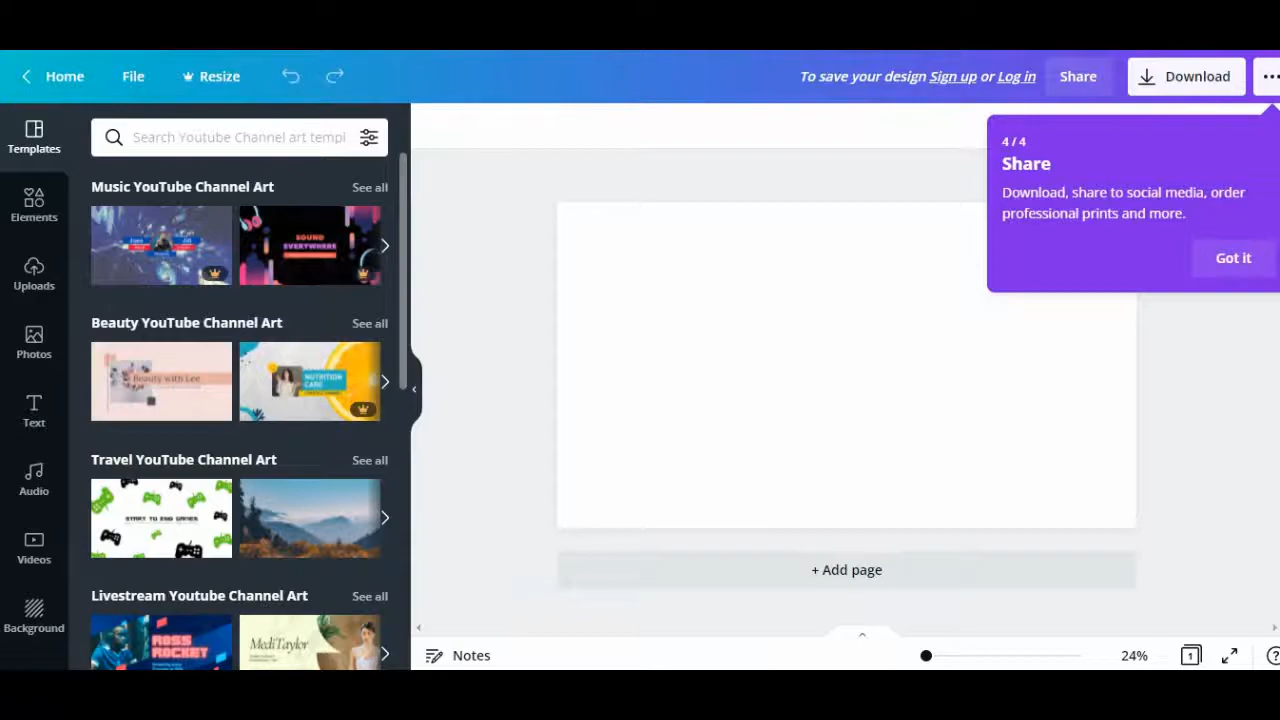 Home
File
Resize
To save your design Sign up or Log in
Share
Download
Templates
Elements
Uploads
Photos
Text
Audio
Videos
Background
Search Youtube Channel art templ
Music YouTube Channel Art
See all
SOUND
EVERYWHERE
Beauty YouTube Channel Art
See all
Beauty with Lee
NUTRITION
CARE
Travel YouTube Channel Art
See all
START TO END GAMES
Livestream Youtube Channel Art
See all
ROSS
ROCKET
MediTaylor
4 / 4
Share
Download, share to social media, order
professional prints and more.
Got it
+ Add page
Notes
24%
1